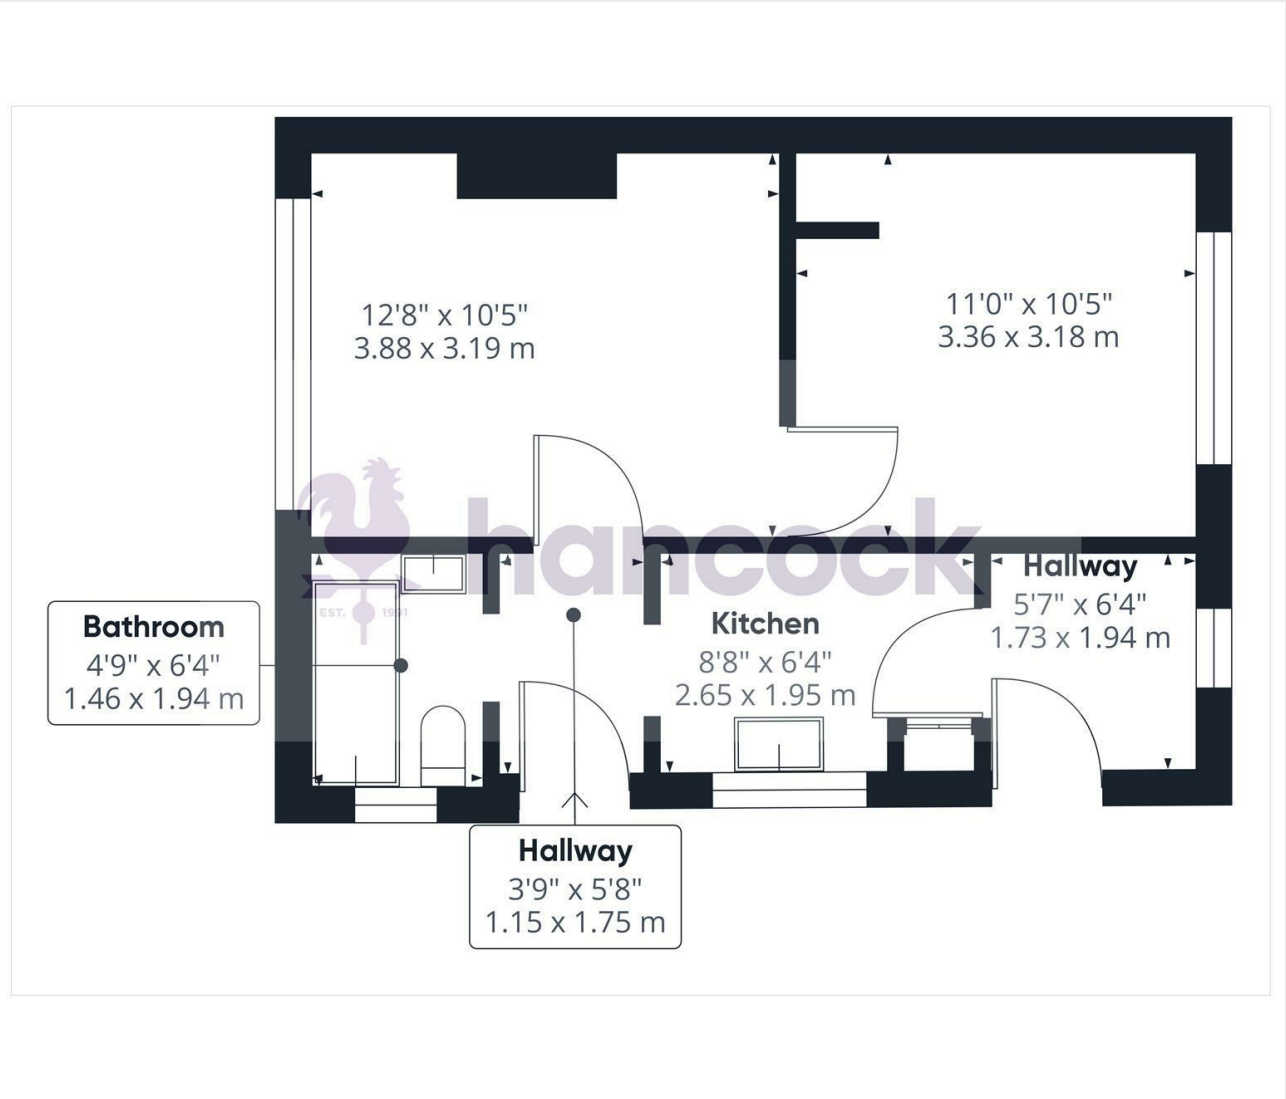 12'8" x 10'5"
3.88 x 3.19 m
11'0" x 10'5"
3.36 x 3.18 m
hancock
EST. 1991
Bathroom
4'9" x 6'4"
1.46 x 1.94 m
Kitchen
8'8" x 6'4"
2.65 x 1.95 m
Hallway
5'7" x 6'4"
1.73 x 1.94 m
Hallway
3'9" x 5'8"
1.15 x 1.75 m